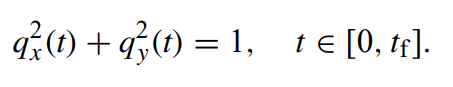 q_x^2(t) + q_y^2(t) = 1,    t ∈ [0, t_f].